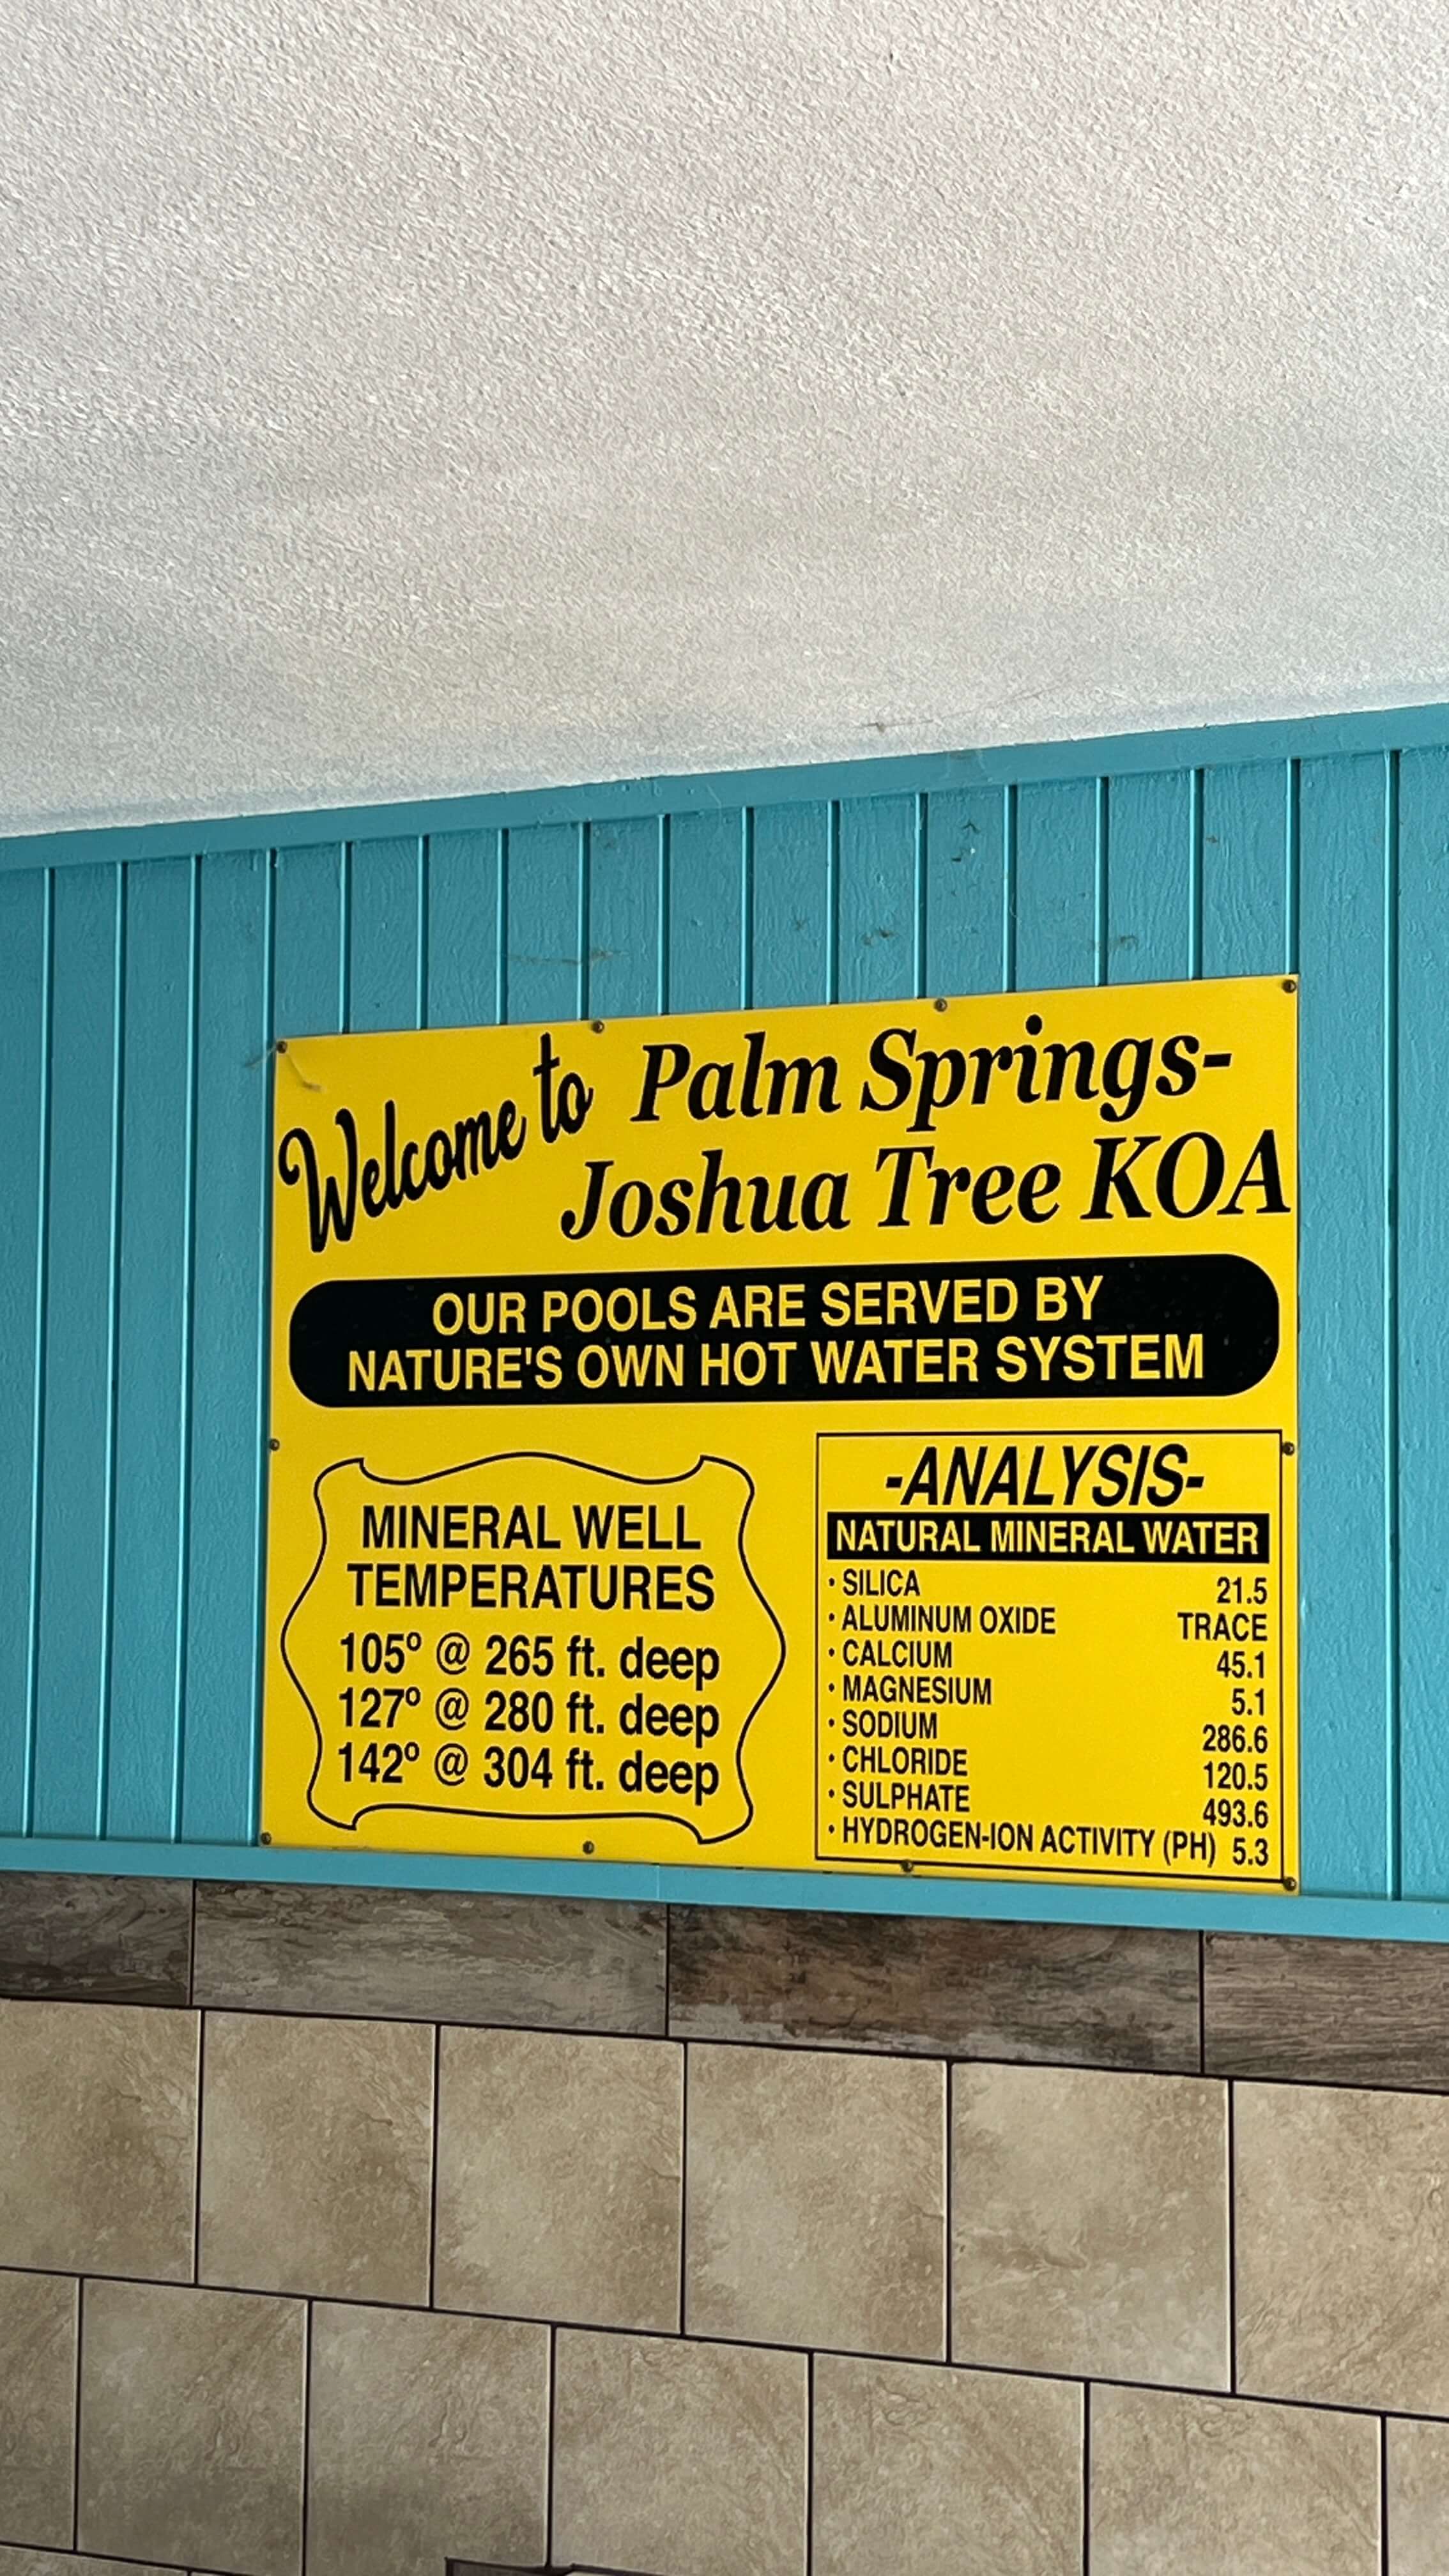 Welcome to Palm Springs-
Joshua Tree KOA
OUR POOLS ARE SERVED BY
NATURE'S OWN HOT WATER SYSTEM
MINERAL WELL
TEMPERATURES
105º @ 265 ft. deep
127º @ 280 ft. deep
142º @ 304 ft. deep
-ANALYSIS-
NATURAL MINERAL WATER
• SILICA 21.5
• ALUMINUM OXIDE TRACE
• CALCIUM 45.1
• MAGNESIUM 5.1
• SODIUM 286.6
• CHLORIDE 120.5
• SULPHATE 493.6
• HYDROGEN-ION ACTIVITY (PH) 5.3